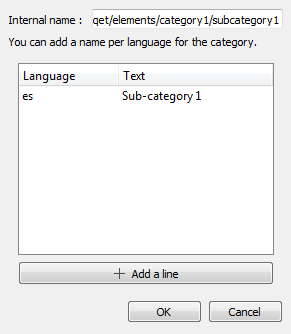 Internal name : qet/elements/category1/subcategory1
You can add a name per language for the category.
Language Text
es Sub-category 1
+ Add a line
OK Cancel